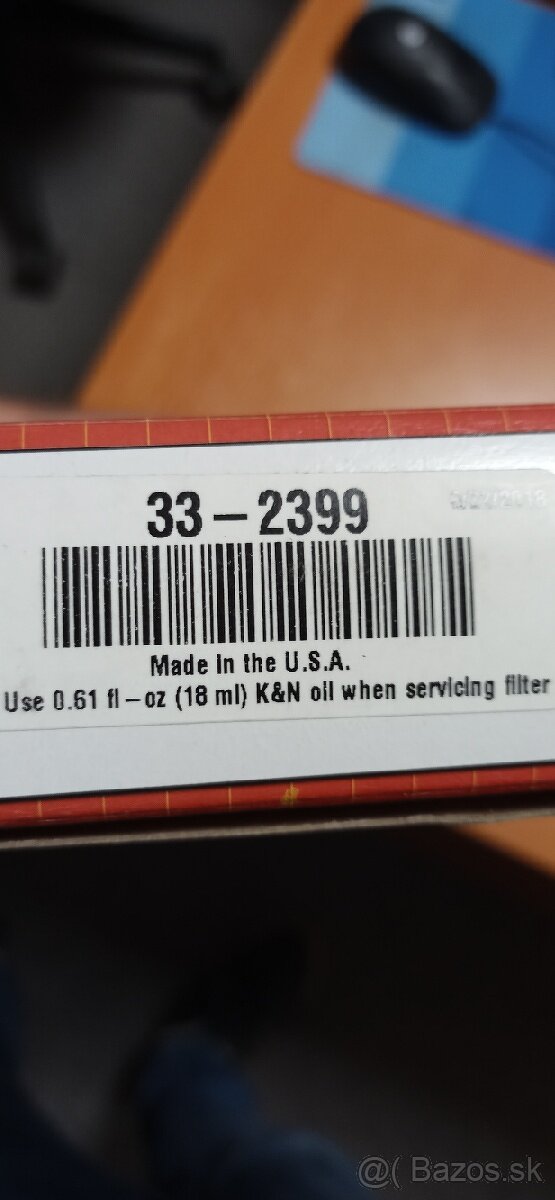 33-2399
Made in the U.S.A.
Use 0.61 fl-oz (18 ml) K&N oil when servicing filter
@( Bazos.sk